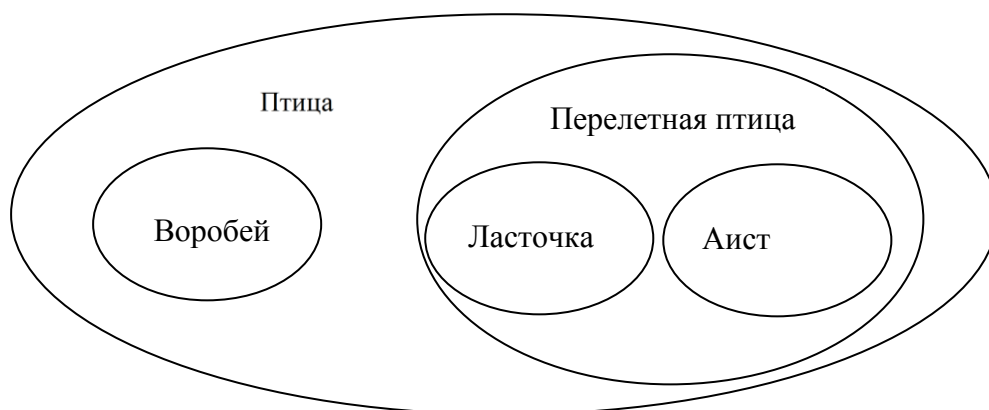 Птица
Перелетная птица
Воробей
Ласточка
Аист